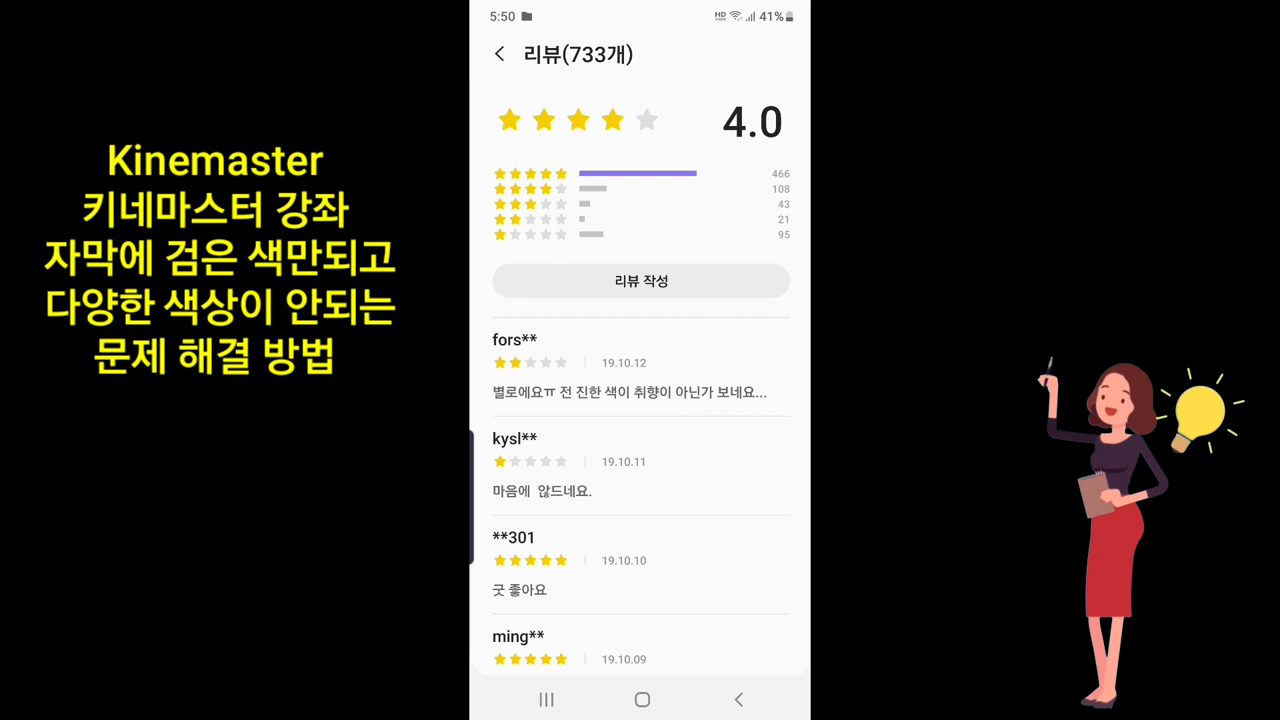 Kinemaster
키네마스터 강좌
자막에 검은 색만되고
다양한 색상이 안되는
문제 해결 방법
5:50
41%
리뷰(733개)
4.0
466
108
43
21
95
리뷰 작성
fors**
19.10.12
별로에요ㅠ 전 진한 색이 취향이 아닌가 보네요...
kysl**
19.10.11
마음에  않드네요.
**301
19.10.10
굿 좋아요
ming**
19.10.09